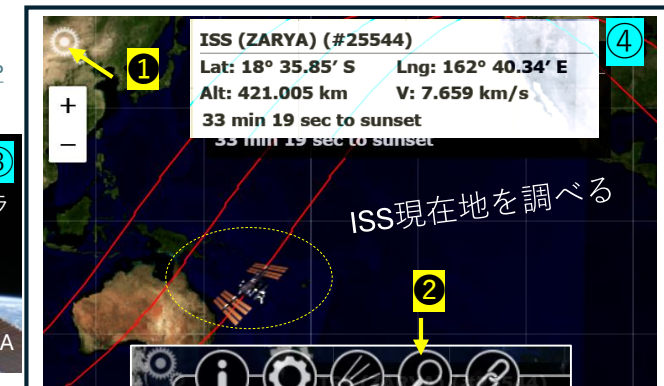 ISS (ZARYA) (#25544)
④
Lat: 18° 35.85′ S Lng: 162° 40.34′ E
Alt: 421.005 km V: 7.659 km/s
33 min 19 sec to sunset
33 min 19 sec to sunset
❶
+
−
ISS現在地を調べる
❷
ラ
A